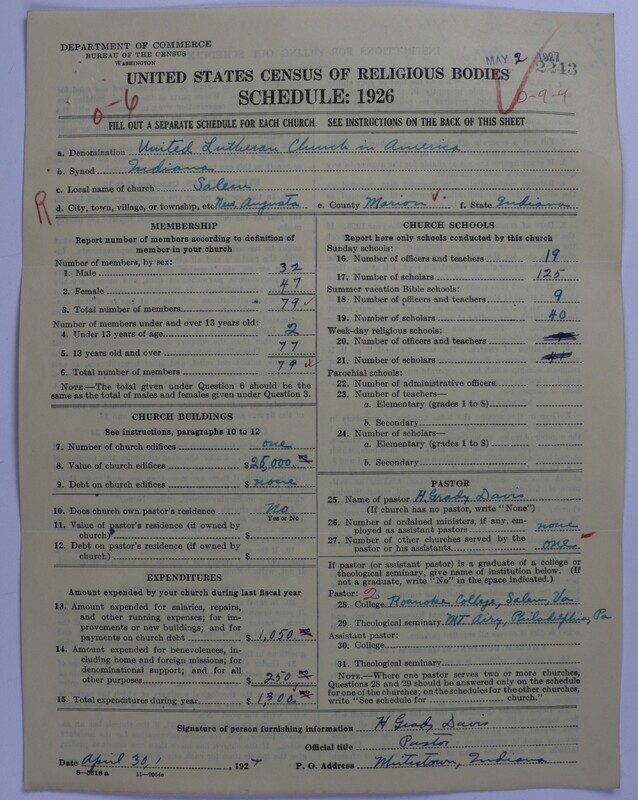 DEPARTMENT OF COMMERCE
BUREAU OF THE CENSUS
WASHINGTON
MAY 2 1927
2243
UNITED STATES CENSUS OF RELIGIOUS BODIES
SCHEDULE: 1926
0-6
0-9-9
FILL OUT A SEPARATE SCHEDULE FOR EACH CHURCH. SEE INSTRUCTIONS ON THE BACK OF THIS SHEET
a. Denomination United Lutheran Church in America
b. Synod Indiana
c. Local name of church Salem
R
d. City, town, village, or township, etc. New Augusta e. County Marion f. State Indiana
MEMBERSHIP
Report number of members according to definition of member in your church
Number of members, by sex:
1. Male 32
2. Female 47
3. Total number of members 79
Number of members under and over 13 years old:
4. Under 13 years of age 2
5. 13 years old and over 77
6. Total number of members 79
NOTE.—The total given under Question 6 should be the same as the total of males and females given under Question 3.
CHURCH BUILDINGS
See instructions, paragraphs 10 to 12
7. Number of church edifices one
8. Value of church edifices $25,000.
9. Debt on church edifices $ none
10. Does church own pastor's residence No
Yes or No
11. Value of pastor's residence (if owned by church) $
12. Debt on pastor's residence (if owned by church) $
EXPENDITURES
Amount expended by your church during last fiscal year
13. Amount expended for salaries, repairs, and other running expenses; for improvements or new buildings; and for payments on church debt $1,050.
14. Amount expended for benevolences, including home and foreign missions; for denominational support; and for all other purposes $ 250.
15. Total expenditures during year $1,300.
CHURCH SCHOOLS
Report here only schools conducted by this church
Sunday schools:
16. Number of officers and teachers 19
17. Number of scholars 125
Summer vacation Bible schools:
18. Number of officers and teachers 9
19. Number of scholars 40
Week-day religious schools:
20. Number of officers and teachers
21. Number of scholars
Parochial schools:
22. Number of administrative officers
23. Number of teachers—
a. Elementary (grades 1 to 8)
b. Secondary
24. Number of scholars—
a. Elementary (grades 1 to 8)
b. Secondary
PASTOR
25. Name of pastor H. Grady Davis
(If church has no pastor, write "None")
26. Number of ordained ministers, if any, employed as assistant pastors none
27. Number of other churches served by the pastor or his assistants one
If pastor (or assistant pastor) is a graduate of a college or theological seminary, give name of institution below. (If not a graduate, write "No" in the space indicated.)
Pastor: 2
28. College Roanoke College, Salem, Va
29. Theological seminary Mt. Airy, Philadelphia, Pa
Assistant pastor:
30. College
31. Theological seminary
NOTE.—Where one pastor serves two or more churches, Questions 28 and 29 should be answered only on the schedule for one of the churches; on the schedules for the other churches, write "See schedule for ______ church."
Signature of person furnishing information H Grady Davis
Official title Pastor
Date April 30, 1927 P. O. Address Whitestown, Indiana
8—5618 a 11—9034a